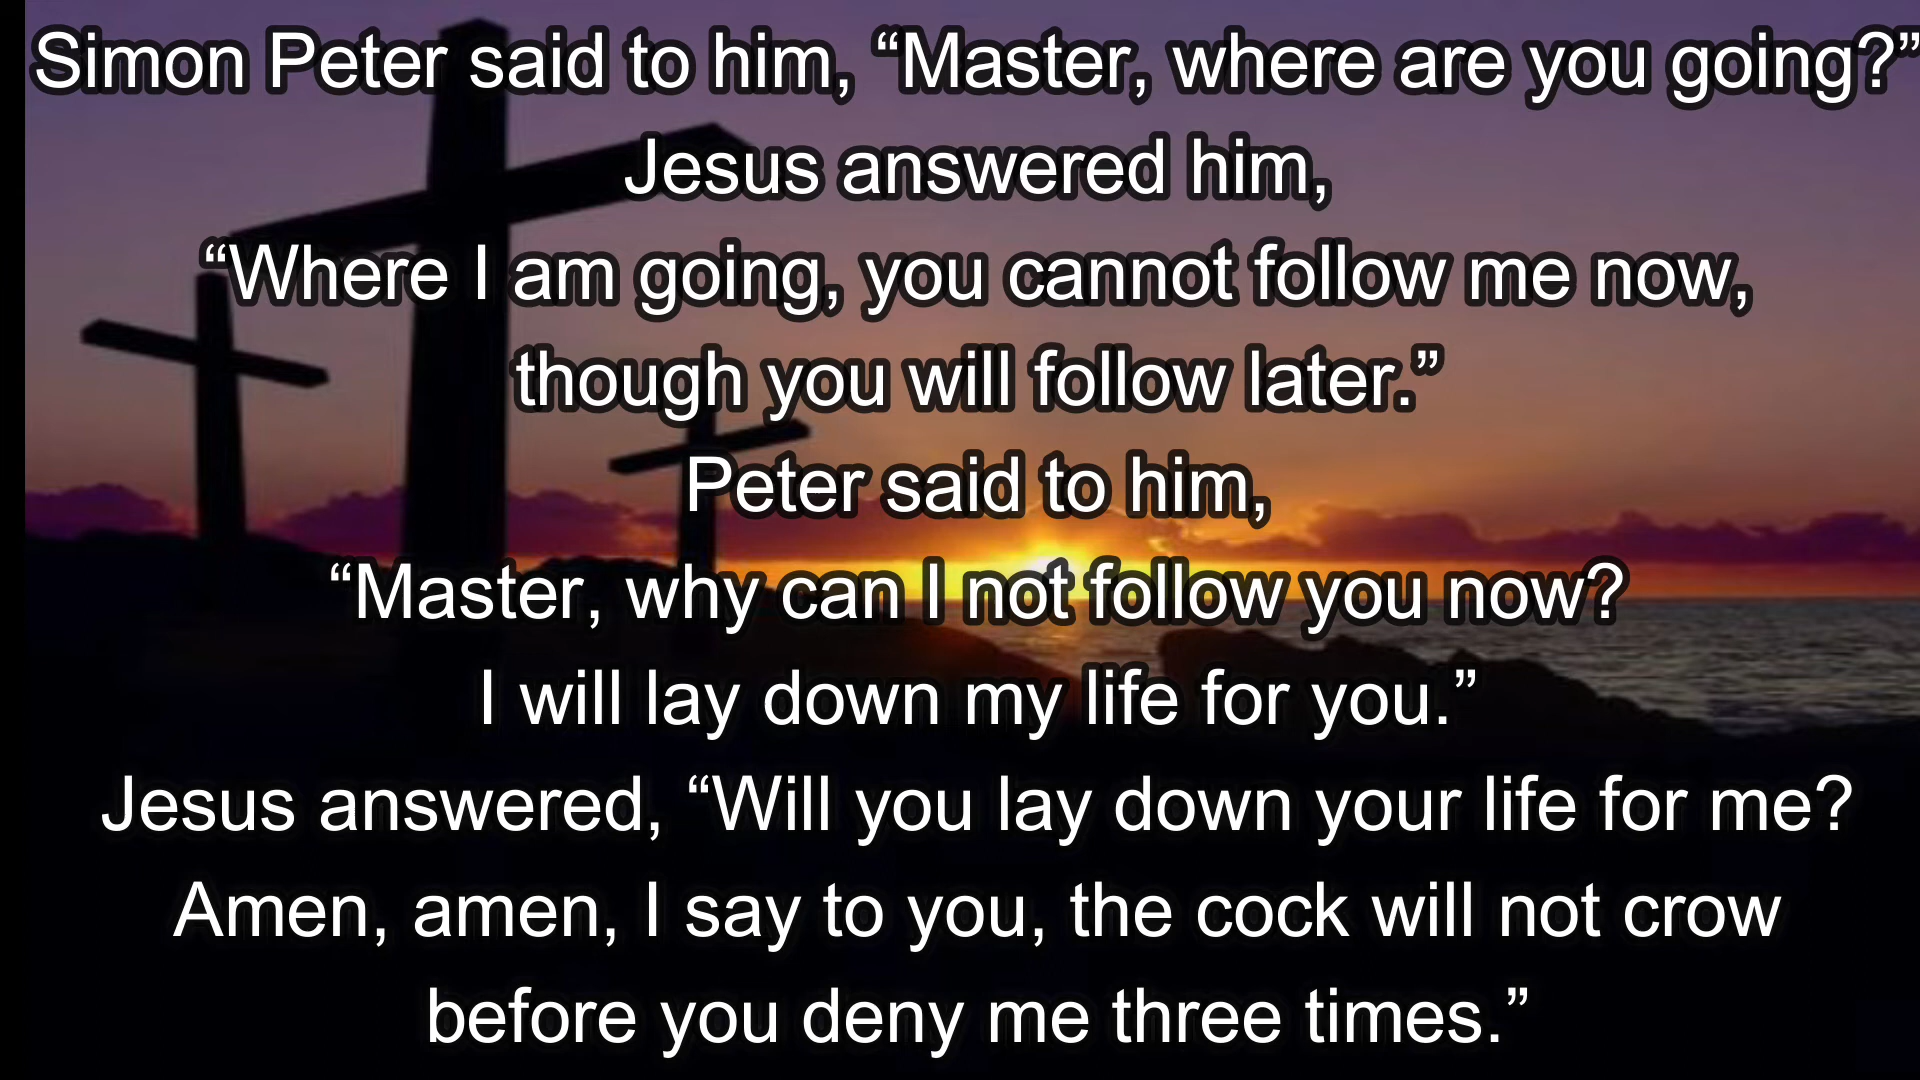 Simon Peter said to him, “Master, where are you going?”
Jesus answered him,
“Where I am going, you cannot follow me now,
though you will follow later.”
Peter said to him,
“Master, why can I not follow you now?
I will lay down my life for you.”
Jesus answered, “Will you lay down your life for me?
Amen, amen, I say to you, the cock will not crow
before you deny me three times.”